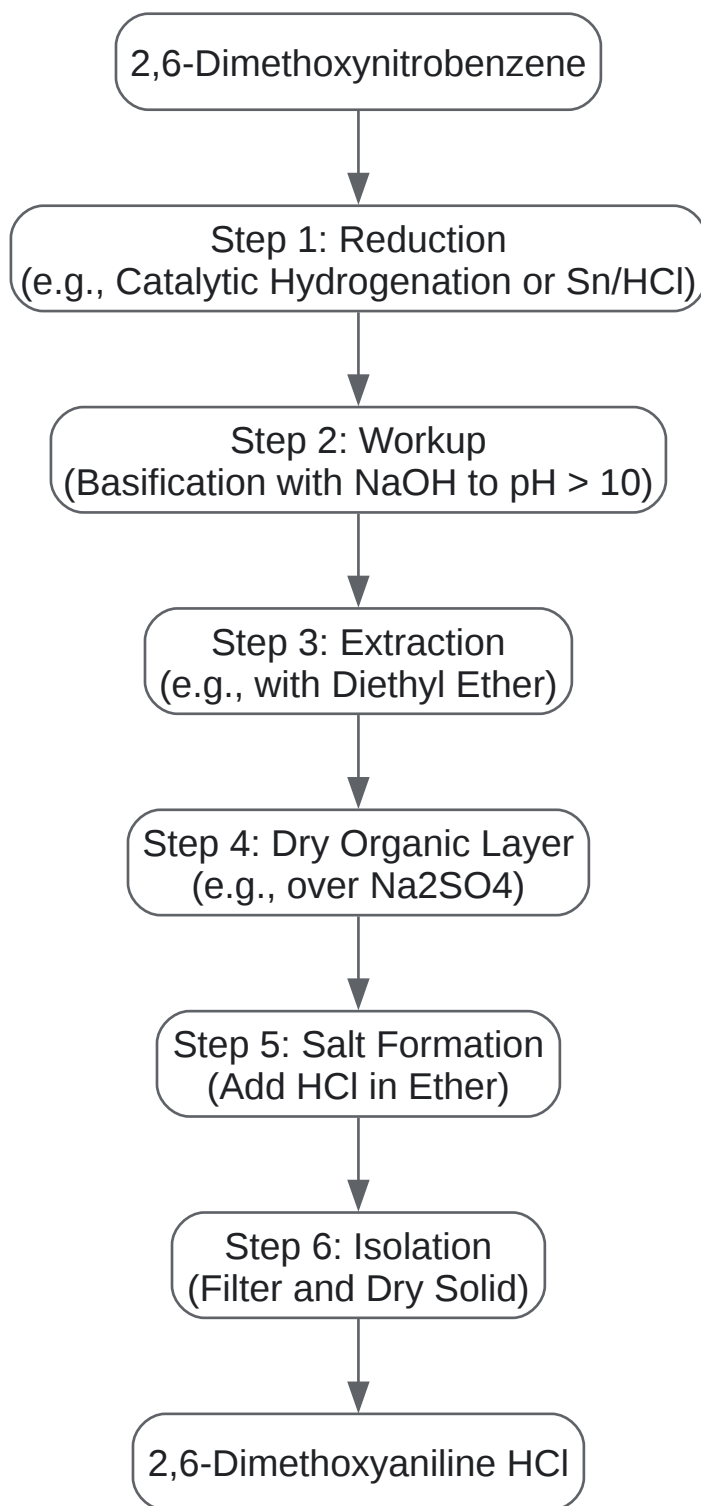 2,6-Dimethoxynitrobenzene
Step 1: Reduction
(e.g., Catalytic Hydrogenation or Sn/HCl)
Step 2: Workup
(Basification with NaOH to pH > 10)
Step 3: Extraction
(e.g., with Diethyl Ether)
Step 4: Dry Organic Layer
(e.g., over Na2SO4)
Step 5: Salt Formation
(Add HCl in Ether)
Step 6: Isolation
(Filter and Dry Solid)
2,6-Dimethoxyaniline HCl